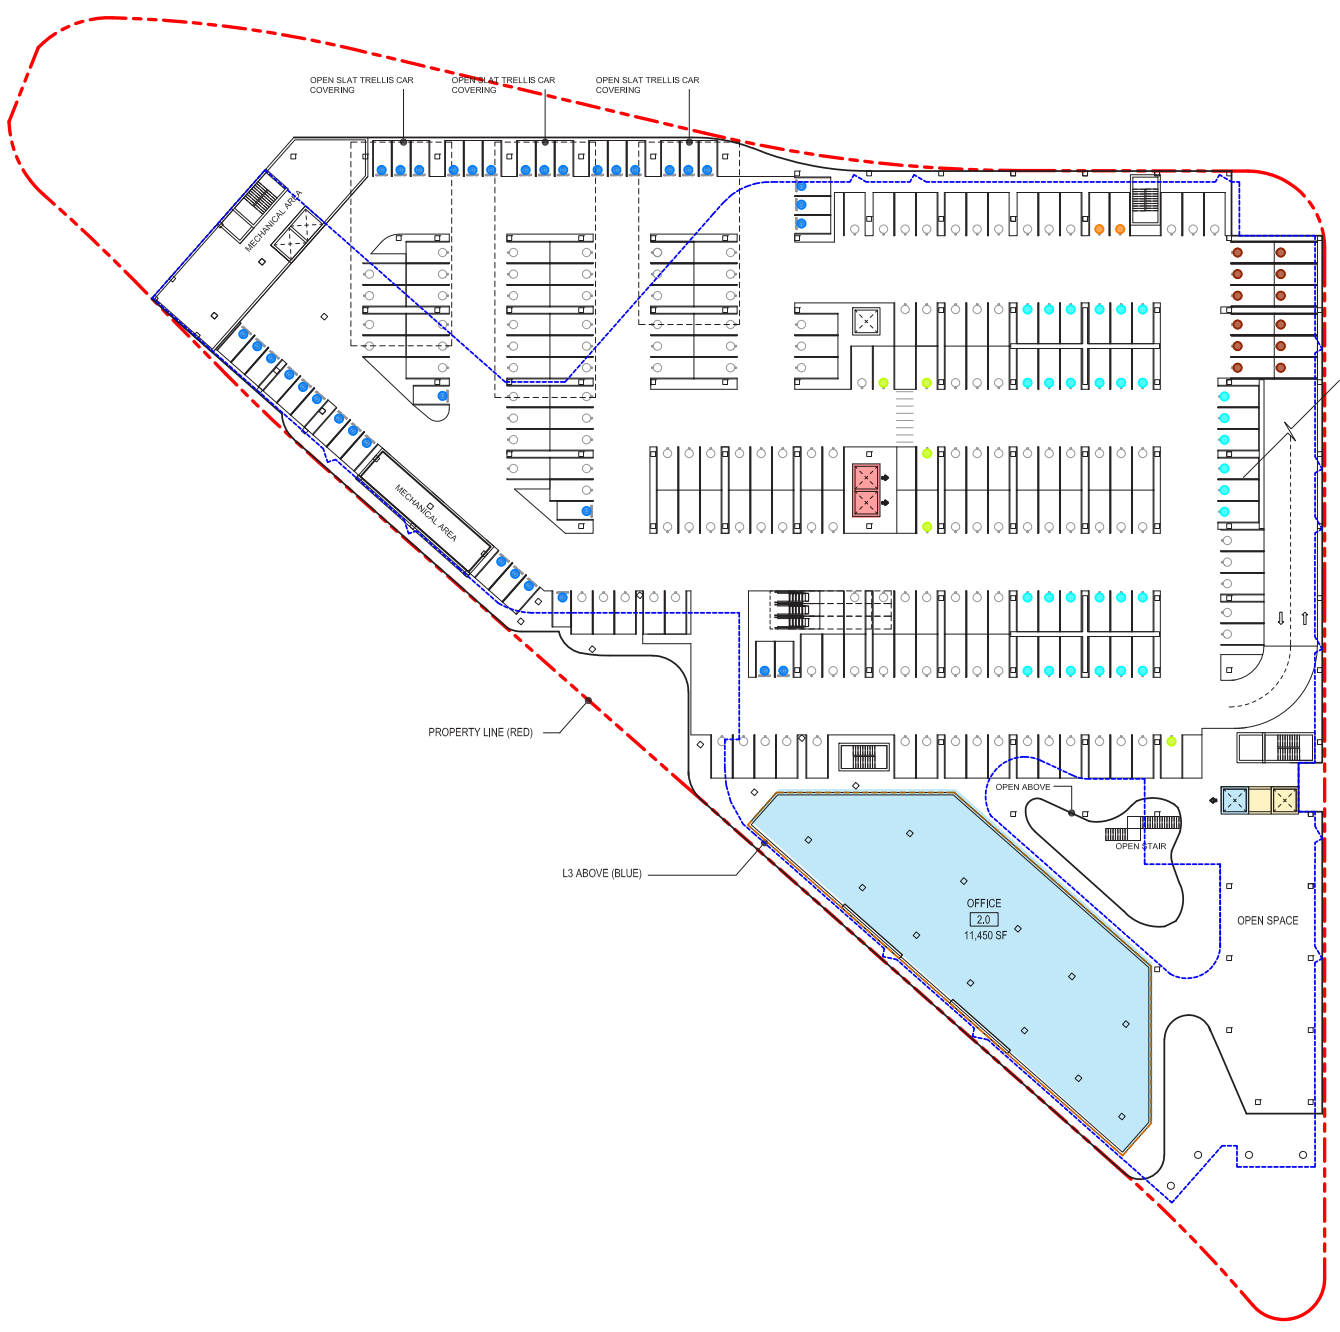 OPEN SLAT TRELLIS CAR
COVERING
OPEN SLAT TRELLIS CAR
COVERING
OPEN SLAT TRELLIS CAR
COVERING
MECHANICAL AREA
MECHANICAL AREA
PROPERTY LINE (RED)
OPEN ABOVE
OPEN STAIR
L3 ABOVE (BLUE)
OFFICE
2.0
11,450 SF
OPEN SPACE